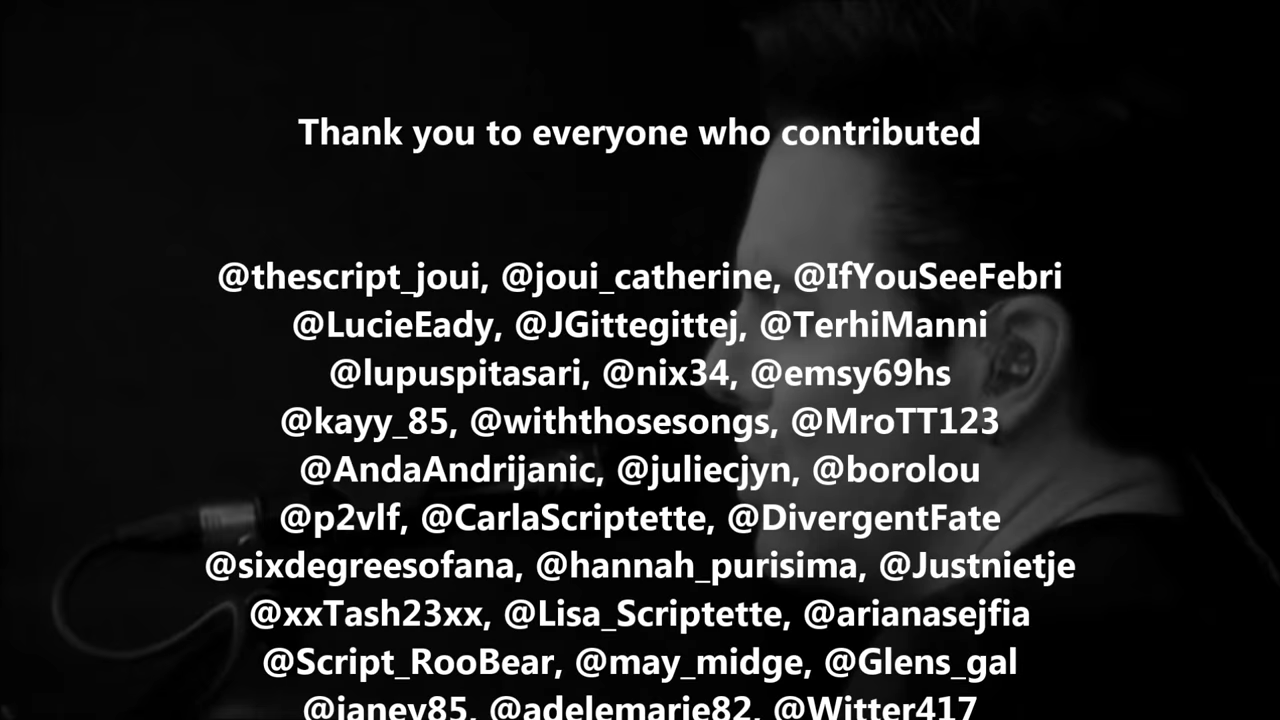 Thank you to everyone who contributed
@thescript_joui, @joui_catherine, @IfYouSeeFebri
@LucieEady, @JGittegittej, @TerhiManni
@lupuspitasari, @nix34, @emsy69hs
@kayy_85, @withthosesongs, @MroTT123
@AndaAndrijanic, @juliecjyn, @borolou
@p2vlf, @CarlaScriptette, @DivergentFate
@sixdegreesofana, @hannah_purisima, @Justnietje
@xxTash23xx, @Lisa_Scriptette, @arianasejfia
@Script_RooBear, @may_midge, @Glens_gal
@janey85, @adelemarie82, @Witter417